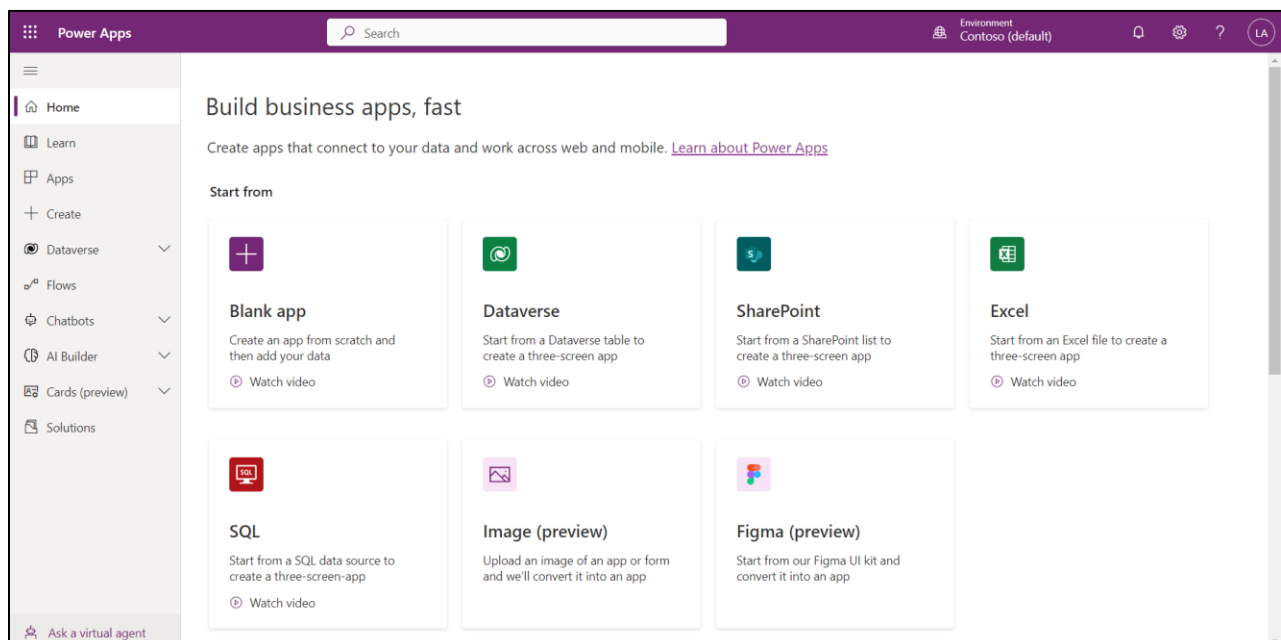 Power Apps
Search
Environment
Contoso (default)
?
LA
Home
Learn
Apps
Create
Dataverse
Flows
Chatbots
AI Builder
Cards (preview)
Solutions
Ask a virtual agent
Build business apps, fast
Create apps that connect to your data and work across web and mobile. Learn about Power Apps
Start from
Blank app
Create an app from scratch and
then add your data
Watch video
Dataverse
Start from a Dataverse table to
create a three-screen app
Watch video
S
SharePoint
Start from a SharePoint list to
create a three-screen app
Watch video
X
Excel
Start from an Excel file to create a
three-screen app
Watch video
SQL
SQL
Start from a SQL data source to
create a three-screen-app
Watch video
Image (preview)
Upload an image of an app or form
and we'll convert it into an app
Figma (preview)
Start from our Figma UI kit and
convert it into an app